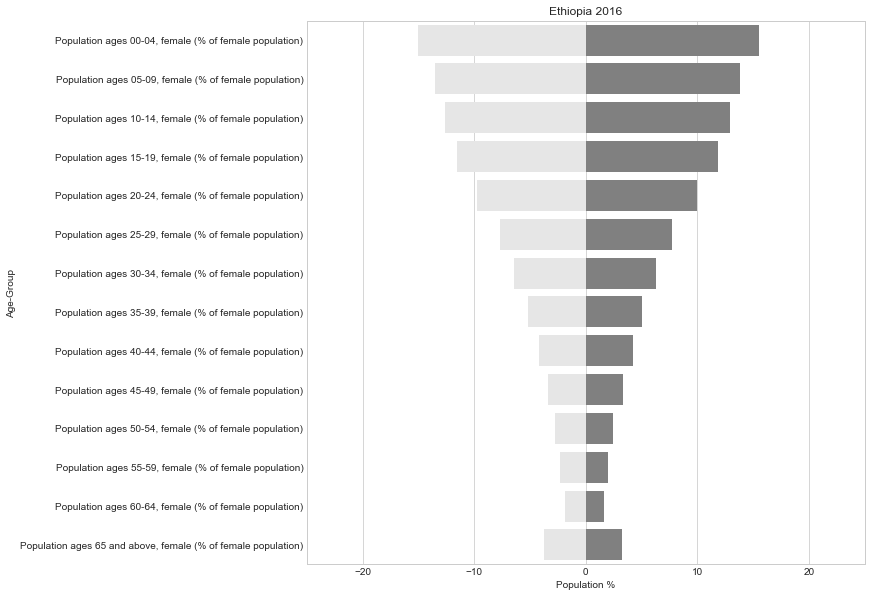 Ethiopia 2016
Population ages 00-04, female (% of female population)
Population ages 05-09, female (% of female population)
Population ages 10-14, female (% of female population)
Population ages 15-19, female (% of female population)
Population ages 20-24, female (% of female population)
Population ages 25-29, female (% of female population)
Population ages 30-34, female (% of female population)
Population ages 35-39, female (% of female population)
Population ages 40-44, female (% of female population)
Population ages 45-49, female (% of female population)
Population ages 50-54, female (% of female population)
Population ages 55-59, female (% of female population)
Population ages 60-64, female (% of female population)
Population ages 65 and above, female (% of female population)
Age-Group
−20 −10 0 10 20
Population %